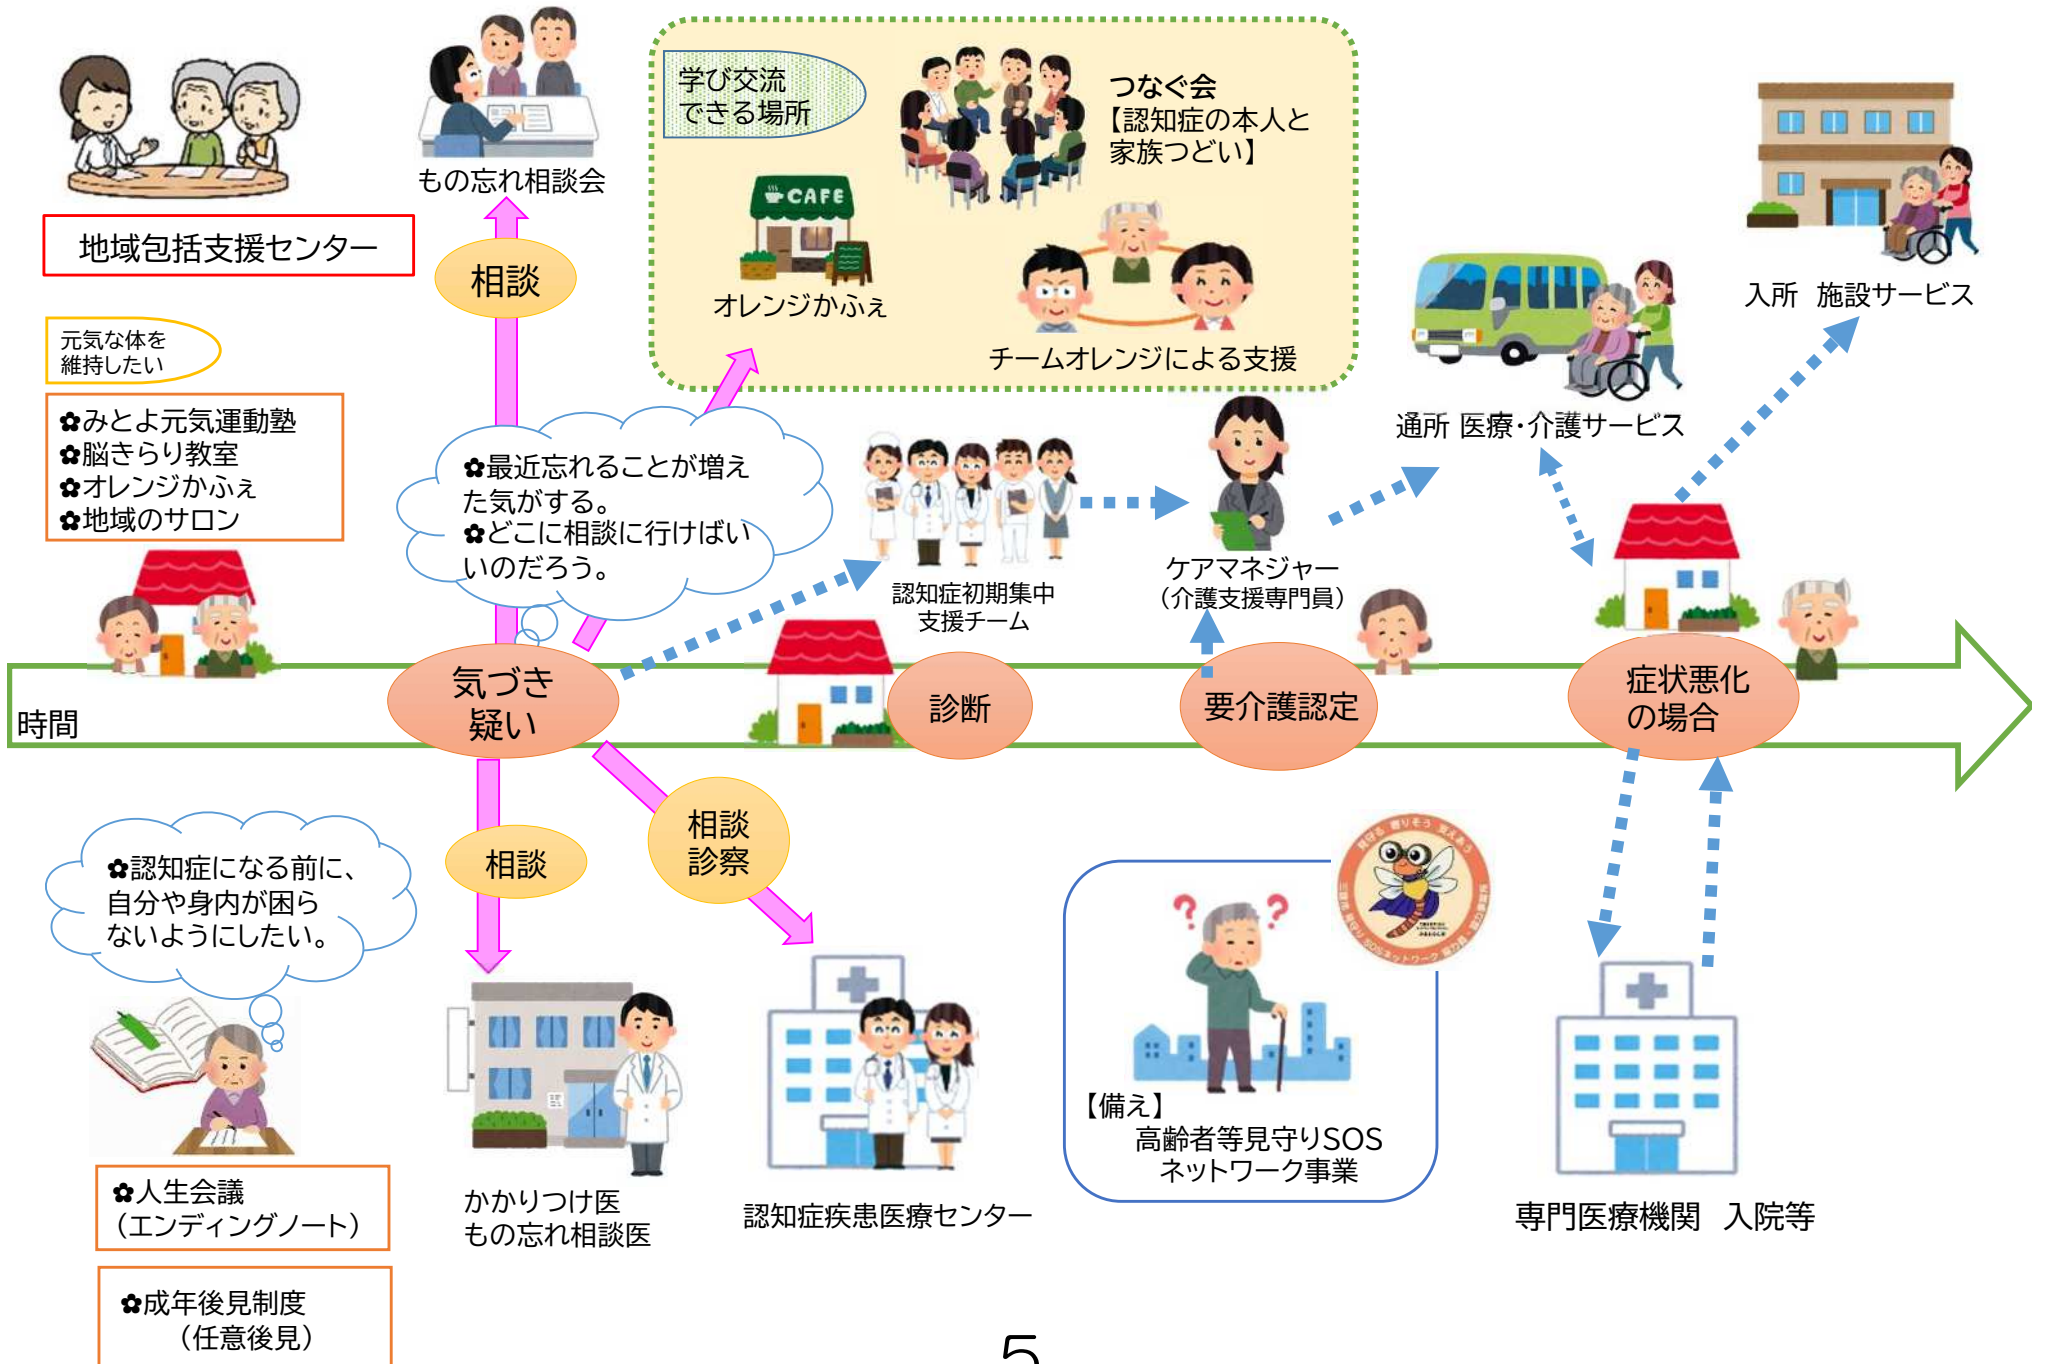 学び交流
できる場所
つなぐ会
【認知症の本人と
家族つどい】
CAFE
オレンジかふぇ
チームオレンジによる支援
もの忘れ相談会
地域包括支援センター
相談
入所 施設サービス
元気な体を
維持したい
✿みとよ元気運動塾
✿脳きらり教室
✿オレンジかふぇ
✿地域のサロン
通所 医療・介護サービス
✿最近忘れることが増え
た気がする。
✿どこに相談に行けばい
いのだろう。
認知症初期集中
支援チーム
ケアマネジャー
(介護支援専門員)
時間
気づき
疑い
診断
要介護認定
症状悪化
の場合
相談
相談
診察
✿認知症になる前に、
自分や身内が困ら
ないようにしたい。
見守る 寄りそう 支えあう
【備え】
高齢者等見守りSOS
ネットワーク事業
✿人生会議
(エンディングノート)
✿成年後見制度
(任意後見)
かかりつけ医
もの忘れ相談医
認知症疾患医療センター
専門医療機関 入院等
5